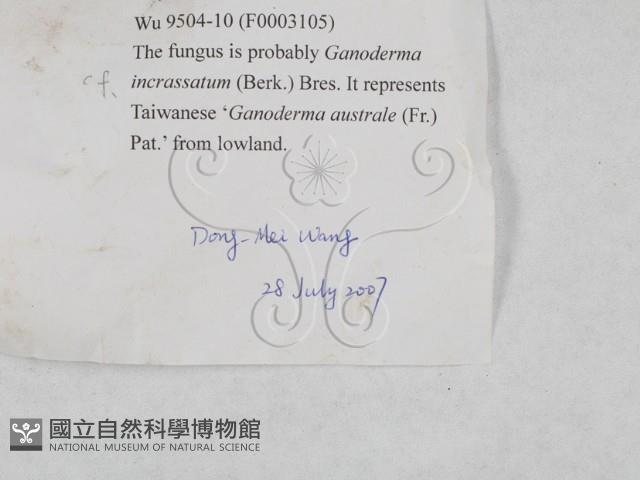 Wu 9504-10 (F0003105)
The fungus is probably Ganoderma
cf. incrassatum (Berk.) Bres. It represents
Taiwanese ‘Ganoderma australe (Fr.)
Pat.’ from lowland.
Dong-Mei Wang
28 July 2007
國立自然科學博物館
NATIONAL MUSEUM OF NATURAL SCIENCE